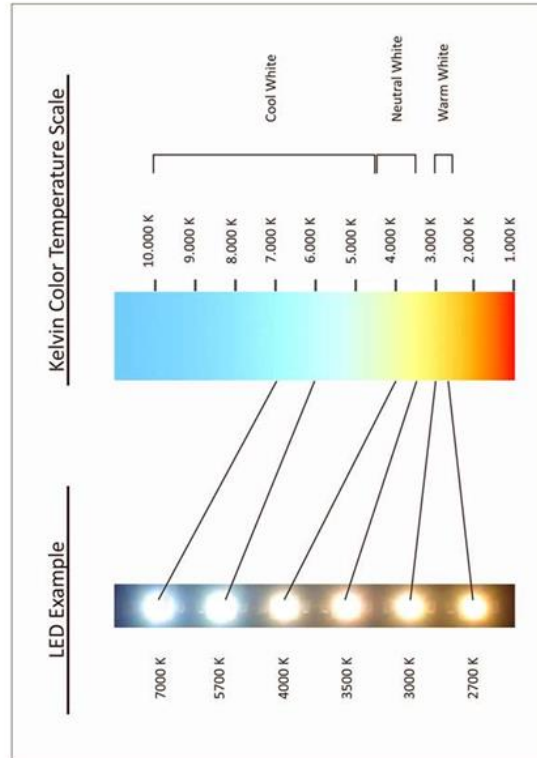 LED Example
Kelvin Color Temperature Scale
7000 K
5700 K
4000 K
3500 K
3000 K
2700 K
10.000 K
9.000 K
8.000 K
7.000 K
6.000 K
5.000 K
4.000 K
3.000 K
2.000 K
1.000 K
Cool White
Neutral White
Warm White